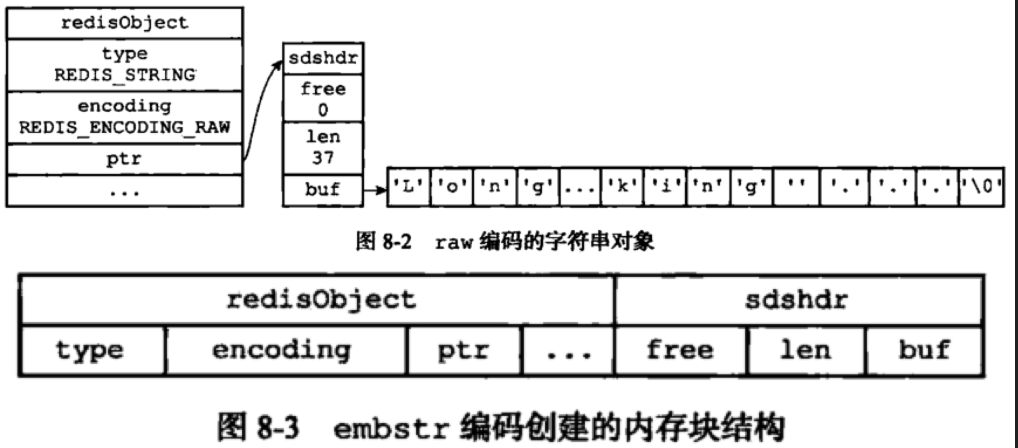 redisObject
type
REDIS_STRING
encoding
REDIS_ENCODING_RAW
ptr
...
sdshdr
free
0
len
37
buf
'L' 'o' 'n' 'g' ... 'k' 'i' 'n' 'g' '' '.' '.' '.' '\0'
图 8-2 raw 编码的字符串对象
redisObject sdshdr
type encoding ptr ... free len buf
图 8-3 embstr 编码创建的内存块结构